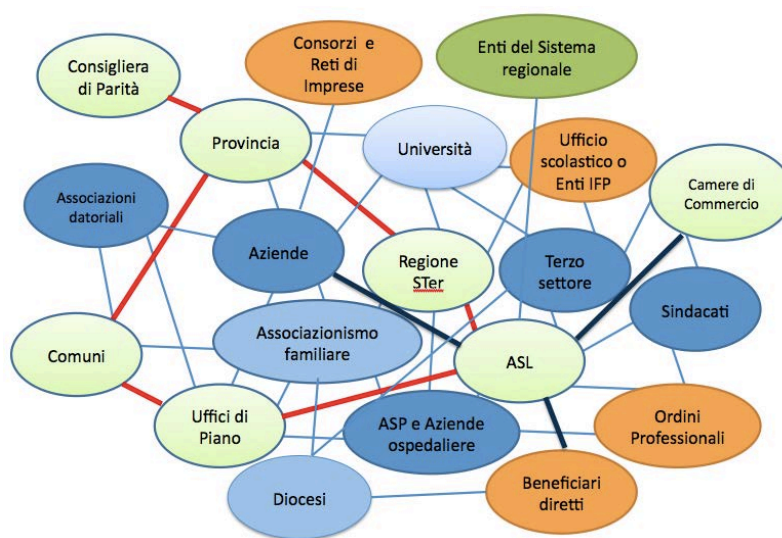 Consorzi e
Reti di
Imprese
Enti del Sistema
regionale
Consigliera
di Parità
Provincia
Università
Ufficio
scolastico o
Enti IFP
Camere di
Commercio
Associazioni
datoriali
Aziende
Regione
STer
Terzo
settore
Sindacati
Associonismo
familiare
Comuni
ASL
Uffici di
Piano
ASP e Aziende
ospedaliere
Ordini
Professionali
Diocesi
Beneficiari
diretti